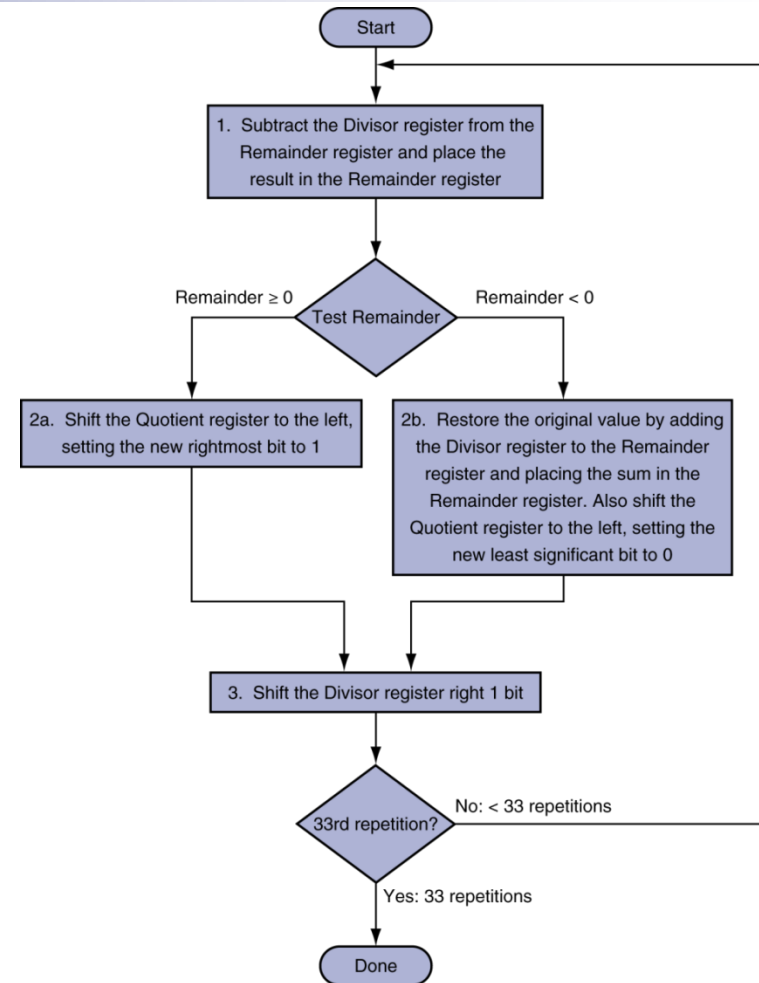 Start
1. Subtract the Divisor register from the
Remainder register and place the
result in the Remainder register
Remainder ≥ 0
Test Remainder
Remainder < 0
2a. Shift the Quotient register to the left,
setting the new rightmost bit to 1
2b. Restore the original value by adding
the Divisor register to the Remainder
register and placing the sum in the
Remainder register. Also shift the
Quotient register to the left, setting the
new least significant bit to 0
3. Shift the Divisor register right 1 bit
33rd repetition?
No: < 33 repetitions
Yes: 33 repetitions
Done